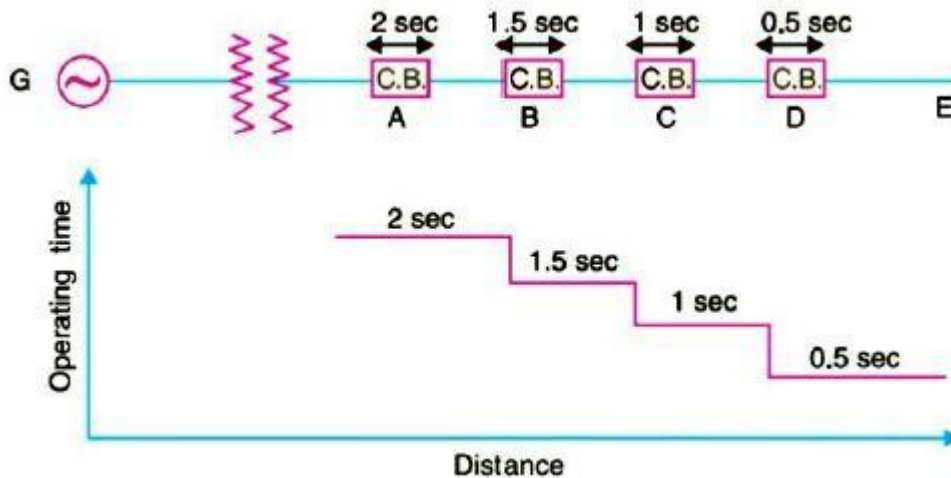 2 sec 1.5 sec 1 sec 0.5 sec
G C.B. C.B. C.B. C.B.
A B C D E
2 sec
1.5 sec
1 sec
0.5 sec
Operating time
Distance